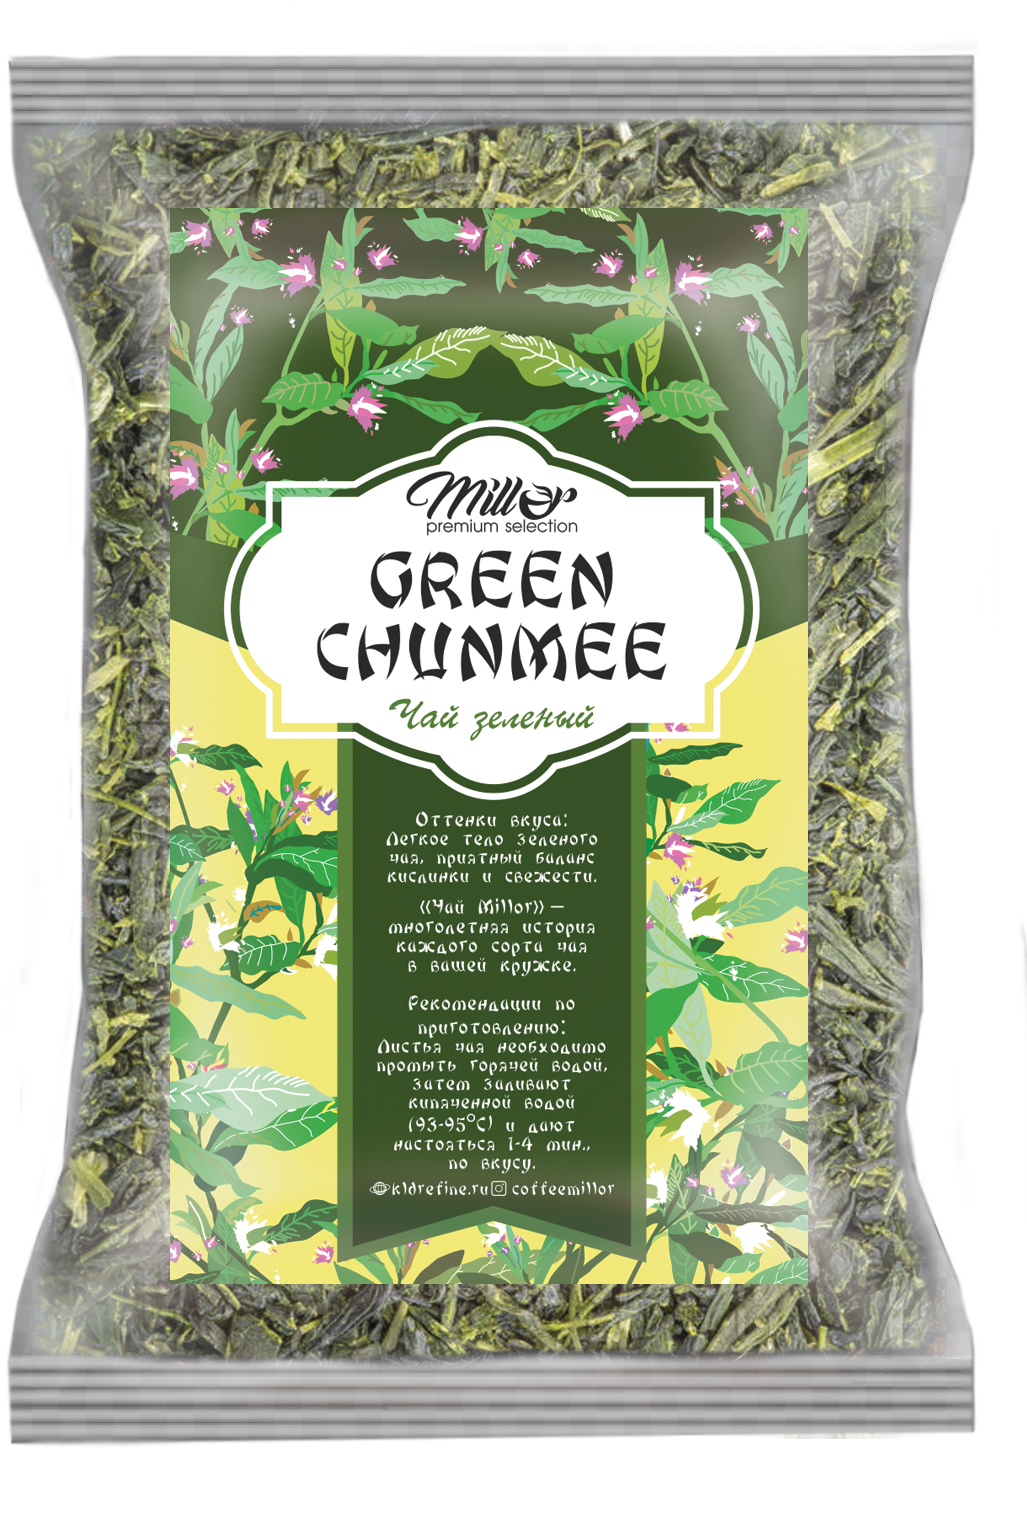 Millor
premium selection
GREEN
CHUNMEE
Чай зеленый
Оттенки вкуса:
Легкое тело зеленого
чая, приятный баланс
кислинки и свежести.
«Чай Millor» —
многолетняя история
каждого сорта чая
в вашей кружке.
Рекомендации по
приготовлению:
Листья чая необходимо
промыть горячей водой,
затем заливают
кипяченной водой
(93-95°C) и дают
настояться 1-4 мин.,
по вкусу.
kldrefine.ru coffeemillor